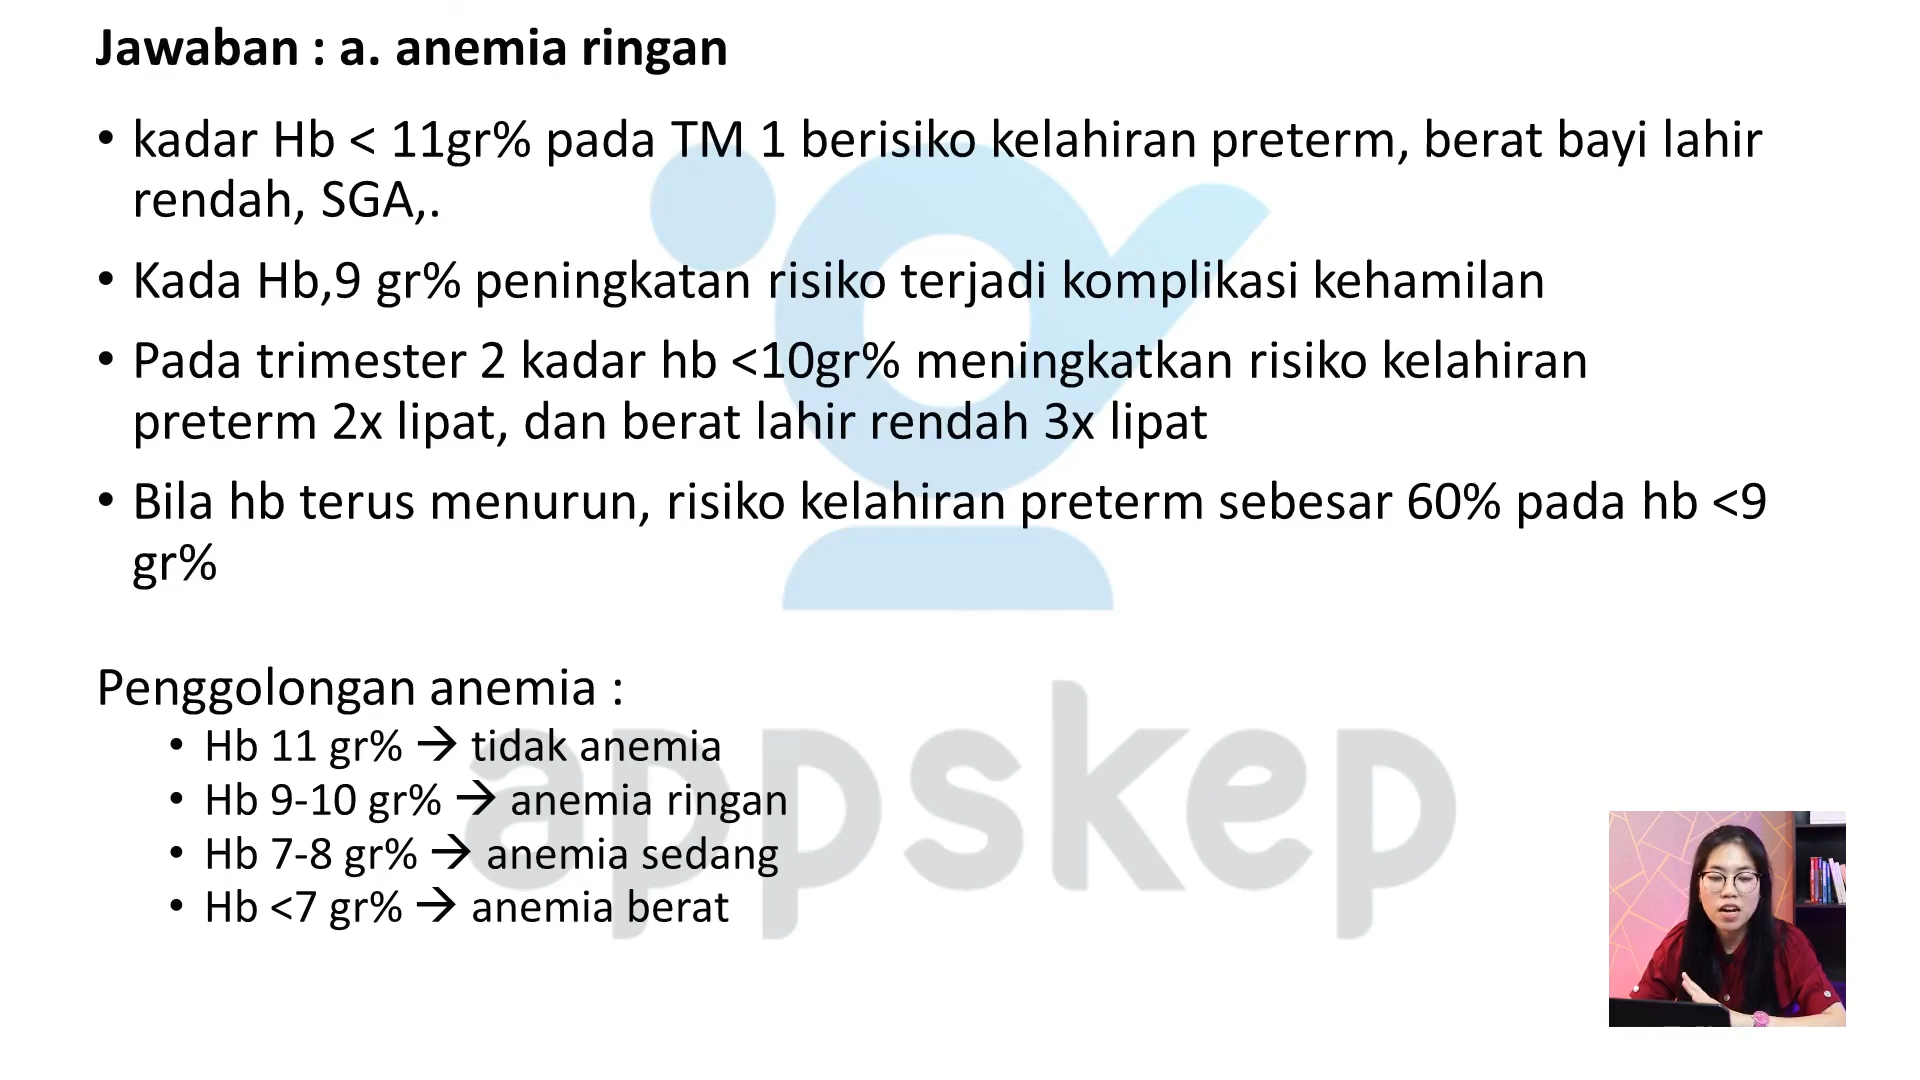 Jawaban : a. anemia ringan
• kadar Hb < 11gr% pada TM 1 berisiko kelahiran preterm, berat bayi lahir
rendah, SGA,.
• Kada Hb,9 gr% peningkatan risiko terjadi komplikasi kehamilan
• Pada trimester 2 kadar hb <10gr% meningkatkan risiko kelahiran
preterm 2x lipat, dan berat lahir rendah 3x lipat
• Bila hb terus menurun, risiko kelahiran preterm sebesar 60% pada hb <9
gr%
Penggolongan anemia :
• Hb 11 gr% → tidak anemia
• Hb 9-10 gr% → anemia ringan
• Hb 7-8 gr% → anemia sedang
• Hb <7 gr% → anemia berat
appskep